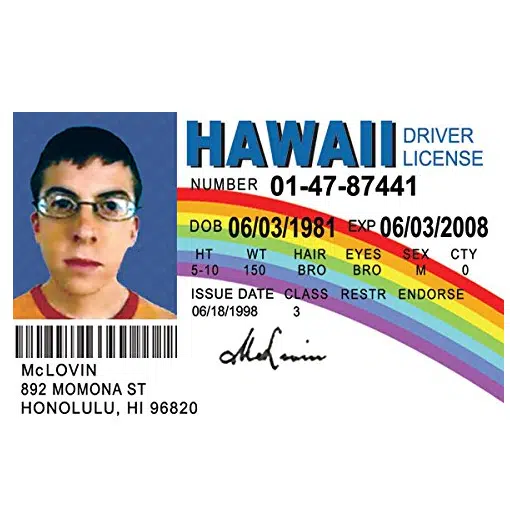 HAWAII DRIVER LICENSE
NUMBER 01-47-87441
DOB 06/03/1981 EXP 06/03/2008
HT WT HAIR EYES SEX CTY
5-10 150 BRO BRO M 0
ISSUE DATE CLASS RESTR ENDORSE
06/18/1998 3
McLovin
McLOVIN
892 MOMONA ST
HONOLULU, HI 96820